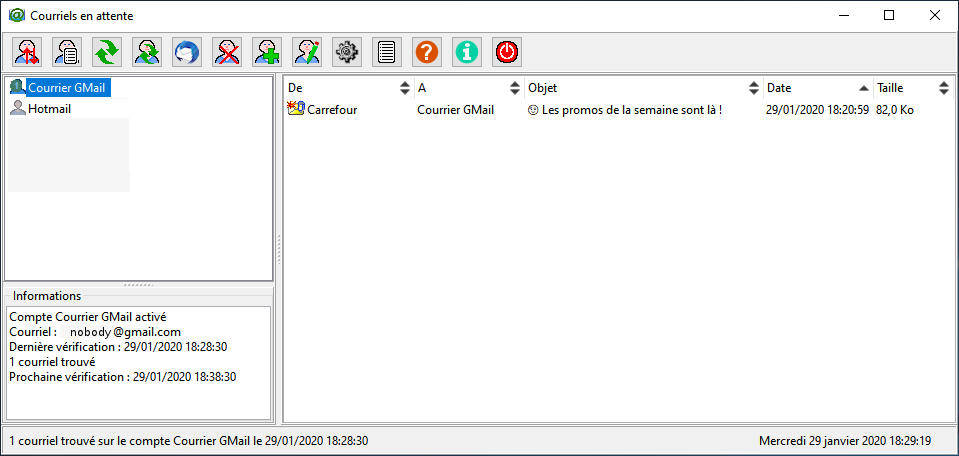 Courriels en attente
Courrier GMail
Hotmail
De A Objet Date Taille
Carrefour Courrier GMail 🙂 Les promos de la semaine sont là ! 29/01/2020 18:20:59 82,0 Ko
Informations
Compte Courrier GMail activé
Courriel : nobody@gmail.com
Dernière vérification : 29/01/2020 18:28:30
1 courriel trouvé
Prochaine vérification : 29/01/2020 18:38:30
1 courriel trouvé sur le compte Courrier GMail le 29/01/2020 18:28:30 Mercredi 29 janvier 2020 18:29:19